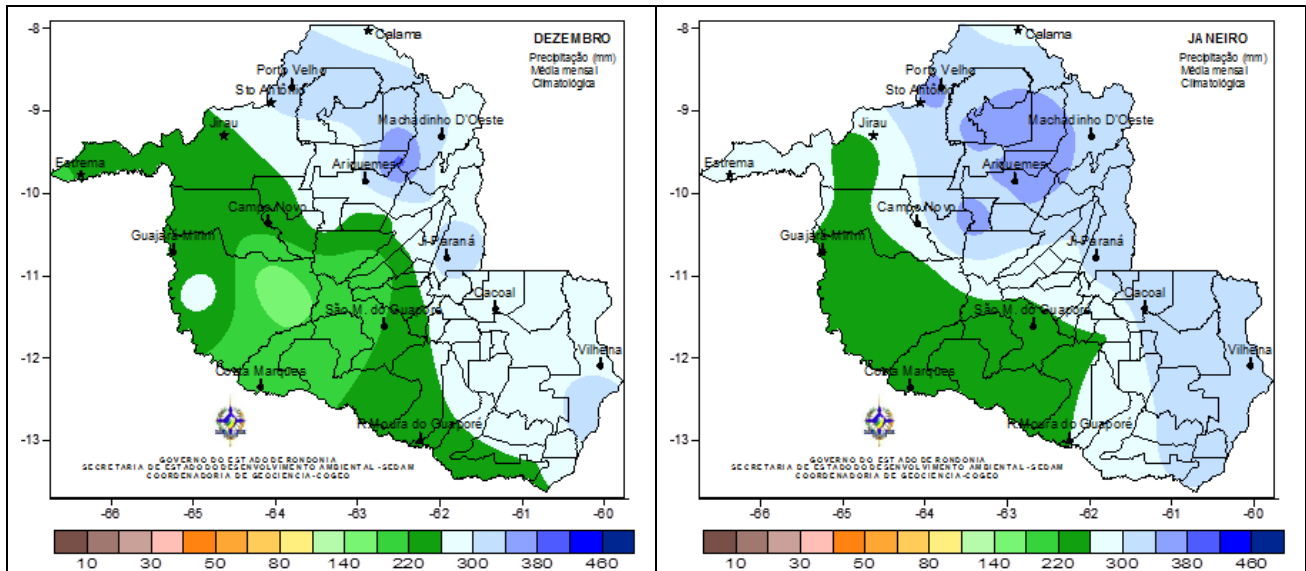 DEZEMBRO
Precipitação (mm)
Média mensal
Climatológica
-8
-9
-10
-11
-12
-13
Calama
Porto Velho
Sto Antônio
Machadinho D'Oeste
Jirau
Estrema
Ariquemes
Campo Novo
Guajará-Mirim
Ji-Paraná
Cacoal
São M. do Guaporé
Vilhena
Costa Marques
R.Moura do Guaporé
GOVERNO DO ESTADO DE RONDONIA
SECRETARIA DE ESTADO DO DESENVOLVIMENTO AMBIENTAL -SEDAM
COORDENADORIA DE GEOCIENCIA-COGEO
-66 -65 -64 -63 -62 -61 -60
10 30 50 80 140 220 300 380 460
JANEIRO
Precipitação (mm)
Média mensal
Climatológica
-8
-9
-10
-11
-12
-13
Calama
Porto Velho
Sto Antônio
Machadinho D'Oeste
Jirau
Estrema
Ariquemes
Campo Novo
Guajará-Mirim
Ji-Paraná
Cacoal
São M. do Guaporé
Vilhena
Costa Marques
R.Moura do Guaporé
GOVERNO DO ESTADO DE RONDONIA
SECRETARIA DE ESTADO DO DESENVOLVIMENTO AMBIENTAL -SEDAM
COORDENADORIA DE GEOCIENCIA-COGEO
-66 -65 -64 -63 -62 -61 -60
10 30 50 80 140 220 300 380 460